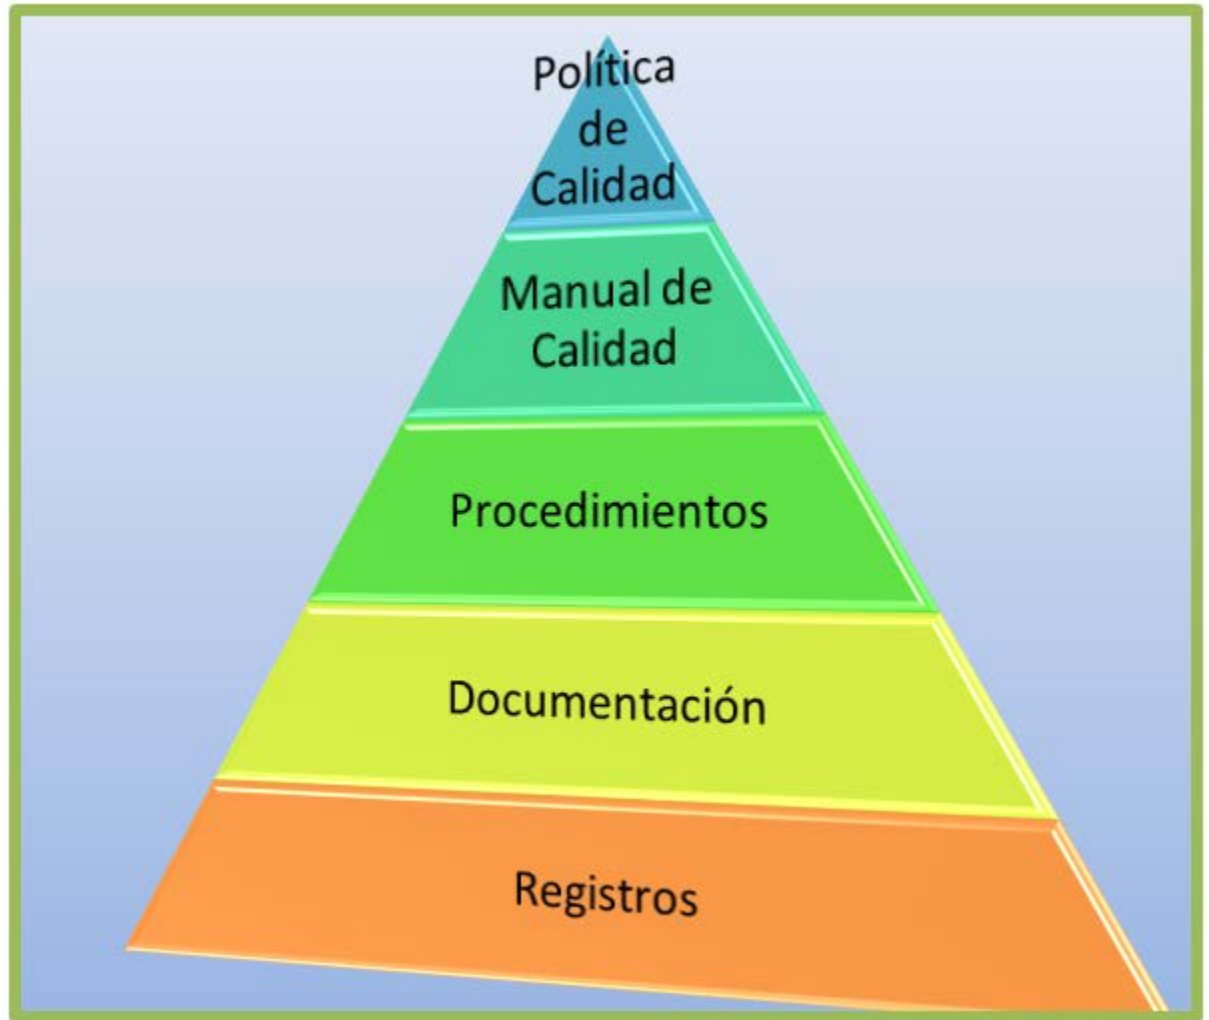 Política
de
Calidad
Manual de
Calidad
Procedimientos
Documentación
Registros